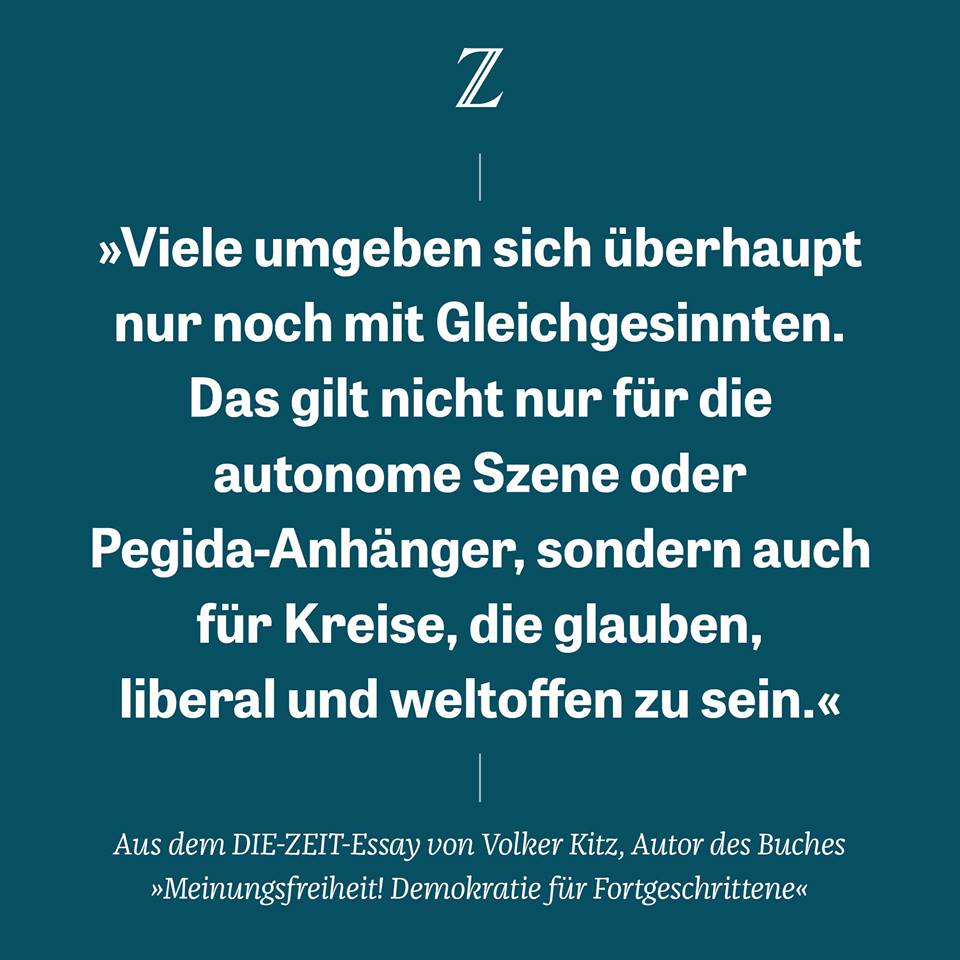 Z
»Viele umgeben sich überhaupt
nur noch mit Gleichgesinnten.
Das gilt nicht nur für die
autonome Szene oder
Pegida-Anhänger, sondern auch
für Kreise, die glauben,
liberal und weltoffen zu sein.«
Aus dem DIE-ZEIT-Essay von Volker Kitz, Autor des Buches
»Meinungsfreiheit! Demokratie für Fortgeschrittene«